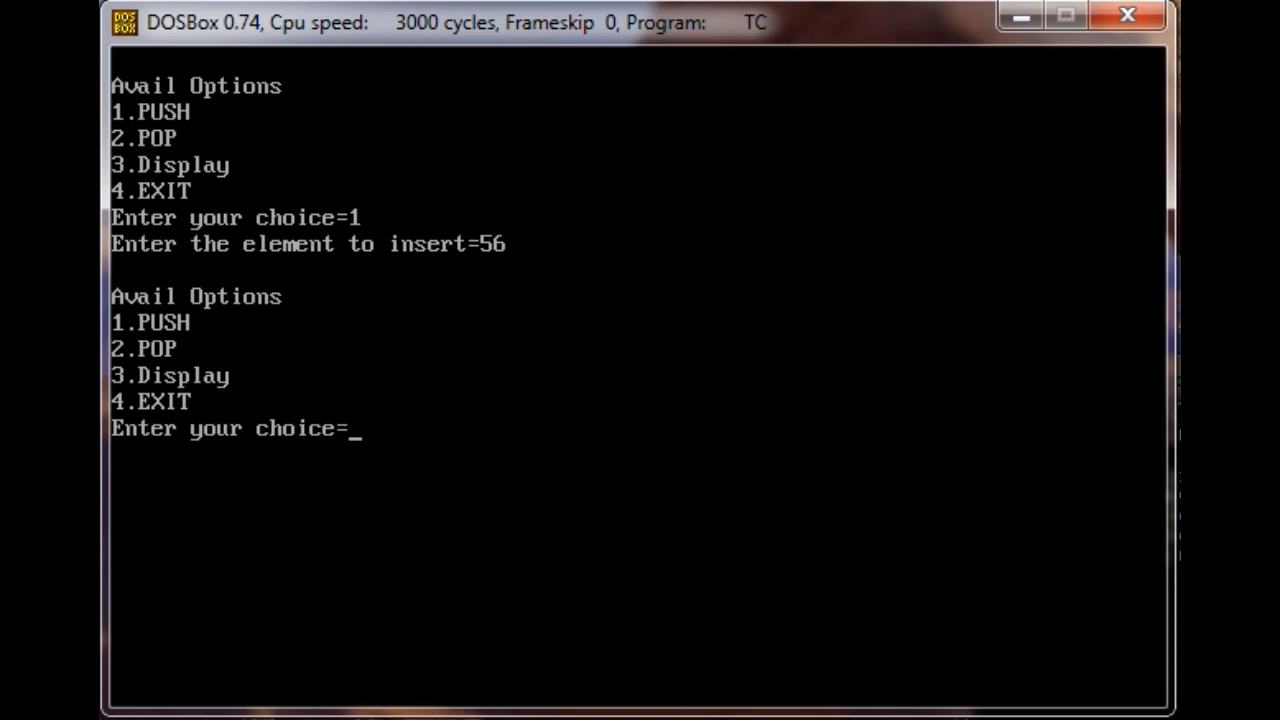 DOS BOX
DOSBox 0.74, Cpu speed: 3000 cycles, Frameskip 0, Program: TC
Avail Options
1.PUSH
2.POP
3.Display
4.EXIT
Enter your choice=1
Enter the element to insert=56
Avail Options
1.PUSH
2.POP
3.Display
4.EXIT
Enter your choice=_